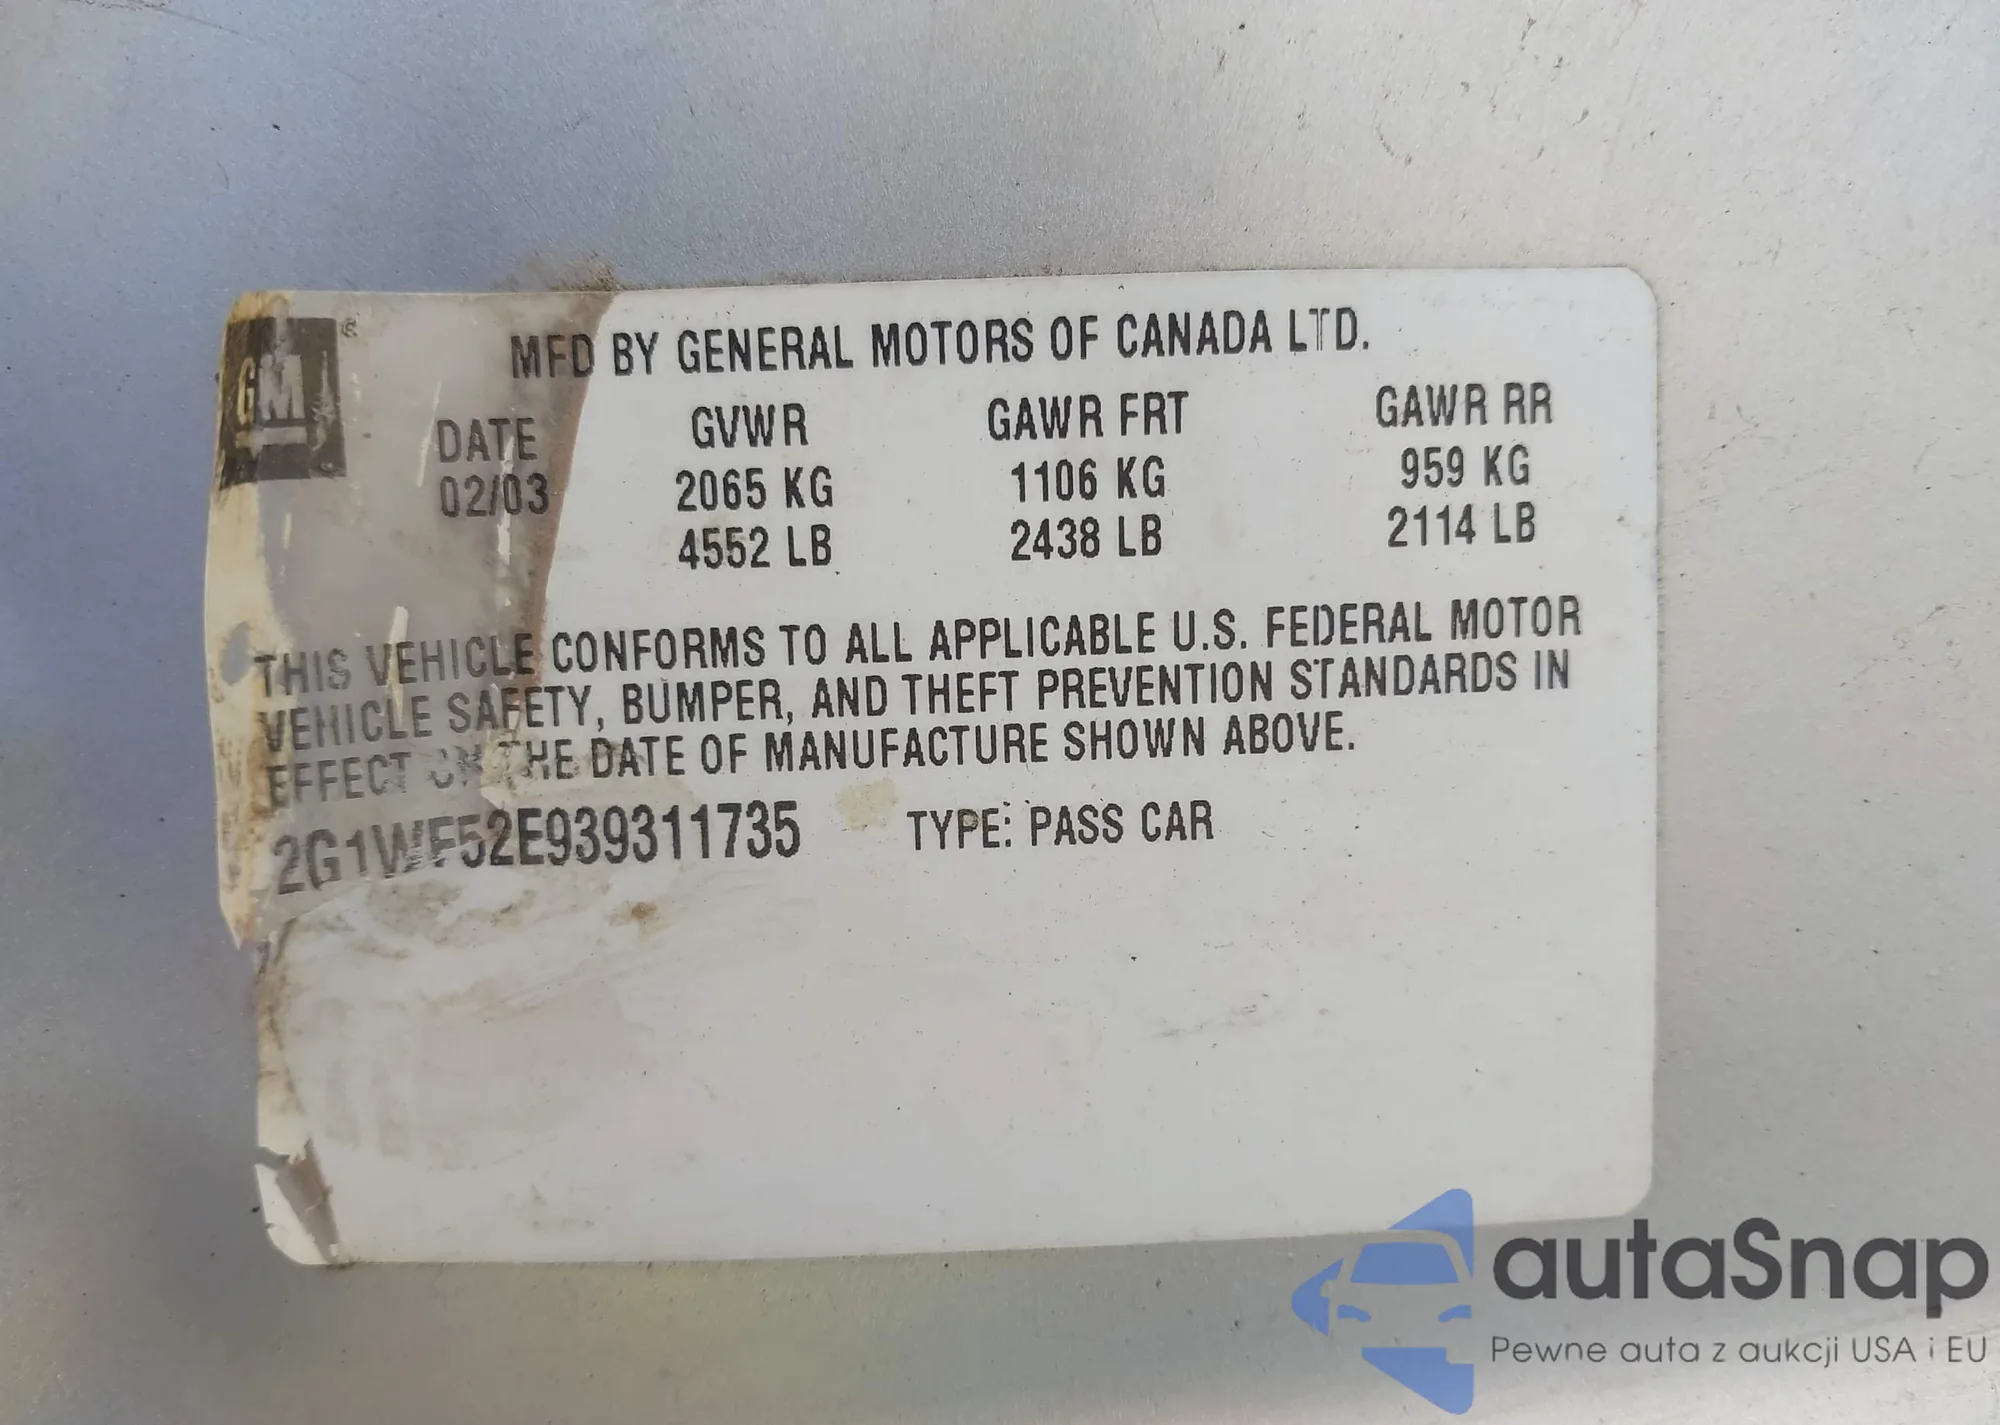 GM ®
MFD BY GENERAL MOTORS OF CANADA LTD.
DATE GVWR GAWR FRT GAWR RR
02/03 2065 KG 1106 KG 959 KG
4552 LB 2438 LB 2114 LB
THIS VEHICLE CONFORMS TO ALL APPLICABLE U.S. FEDERAL MOTOR
VEHICLE SAFETY, BUMPER, AND THEFT PREVENTION STANDARDS IN
EFFECT ON THE DATE OF MANUFACTURE SHOWN ABOVE.
2G1WF52E939311735 TYPE: PASS CAR
autaSnap
Pewne auta z aukcji USA i EU